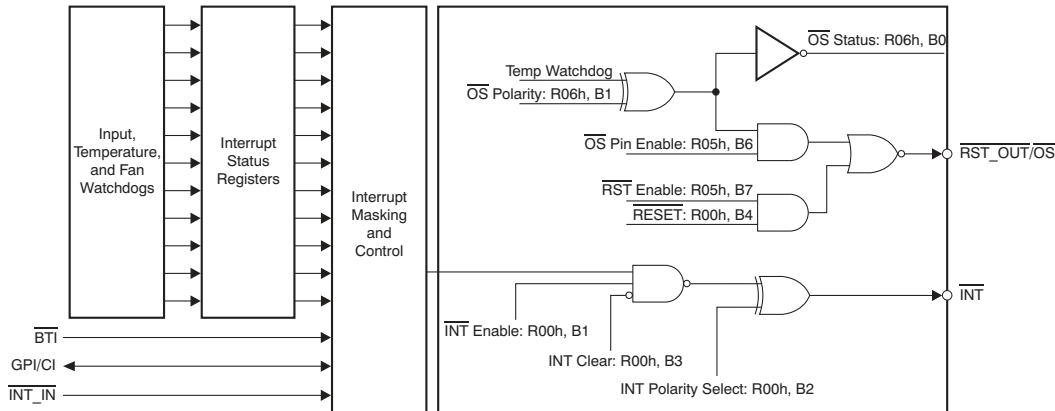 Input,
Temperature,
and Fan
Watchdogs
Interrupt
Status
Registers
Interrupt
Masking
and
Control
BTI
GPI/CI
INT_IN
Temp Watchdog
OS Polarity: R06h, B1
OS Status: R06h, B0
OS Pin Enable: R05h, B6
RST Enable: R05h, B7
RESET: R00h, B4
RST_OUT/OS
INT Enable: R00h, B1
INT Clear: R00h, B3
INT Polarity Select: R00h, B2
INT